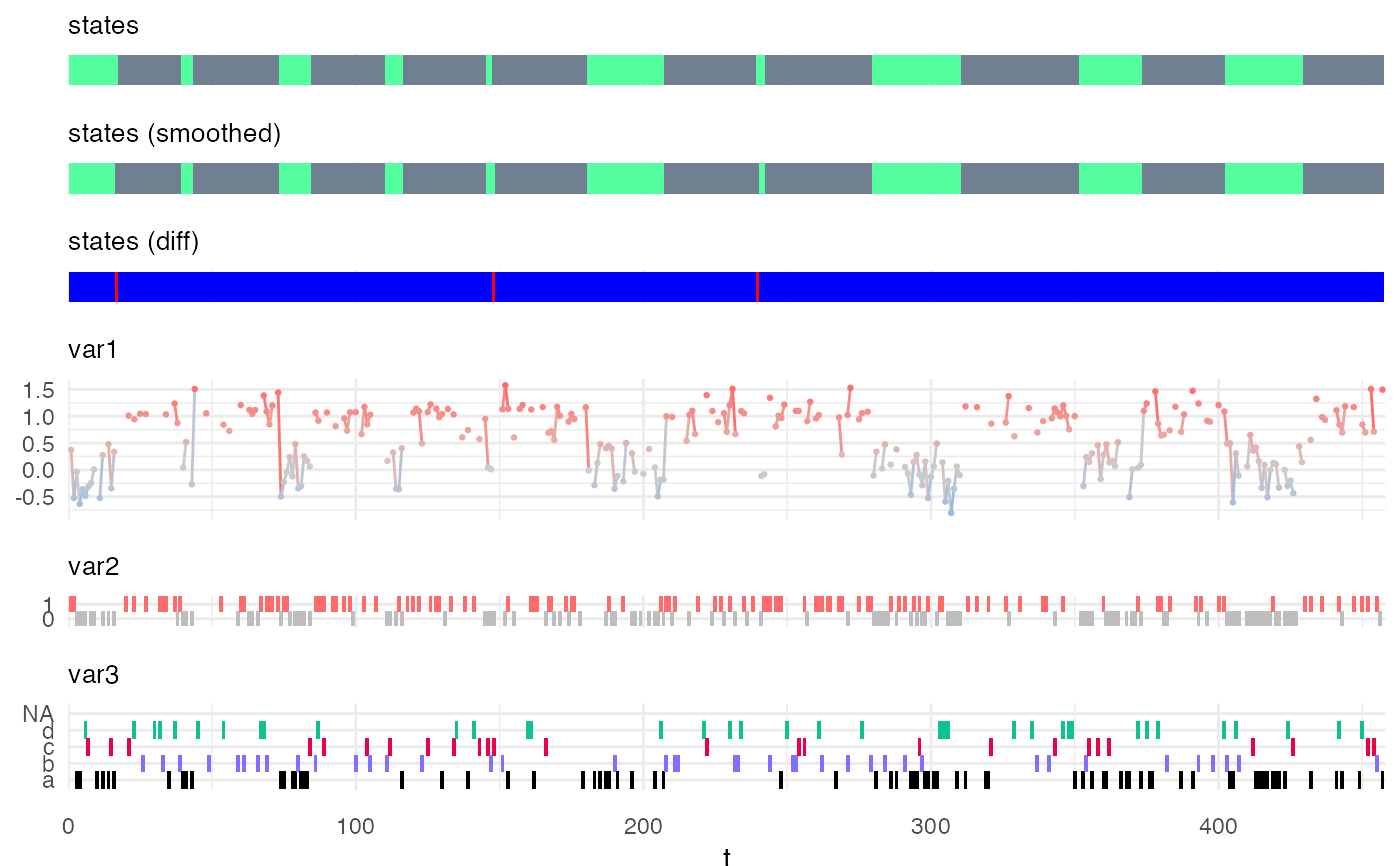 states
states (smoothed)
states (diff)
var1
1.5
1.0
0.5
0.0
-0.5
var2
1
0
var3
NA
d
c
b
a
0 100 200 300 400
t